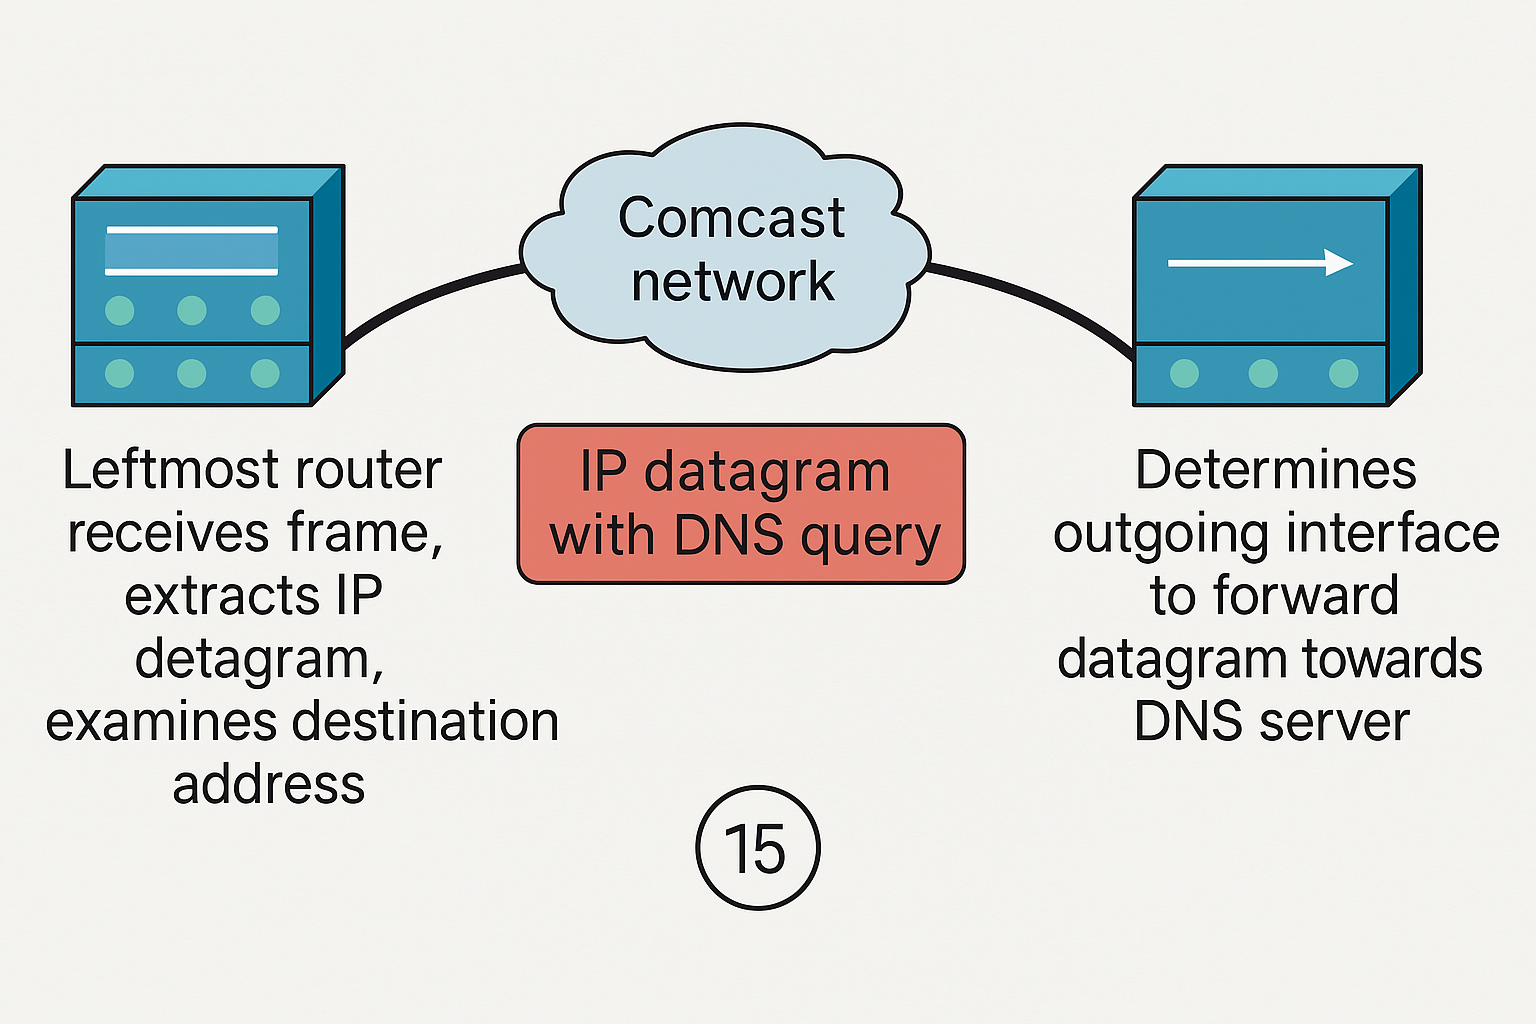 Comcast
network
Leftmost router
receives frame,
extracts IP
detagram,
examines destination
address
IP datagram
with DNS query
Determines
outgoing interface
to forward
datagram towards
DNS server
15